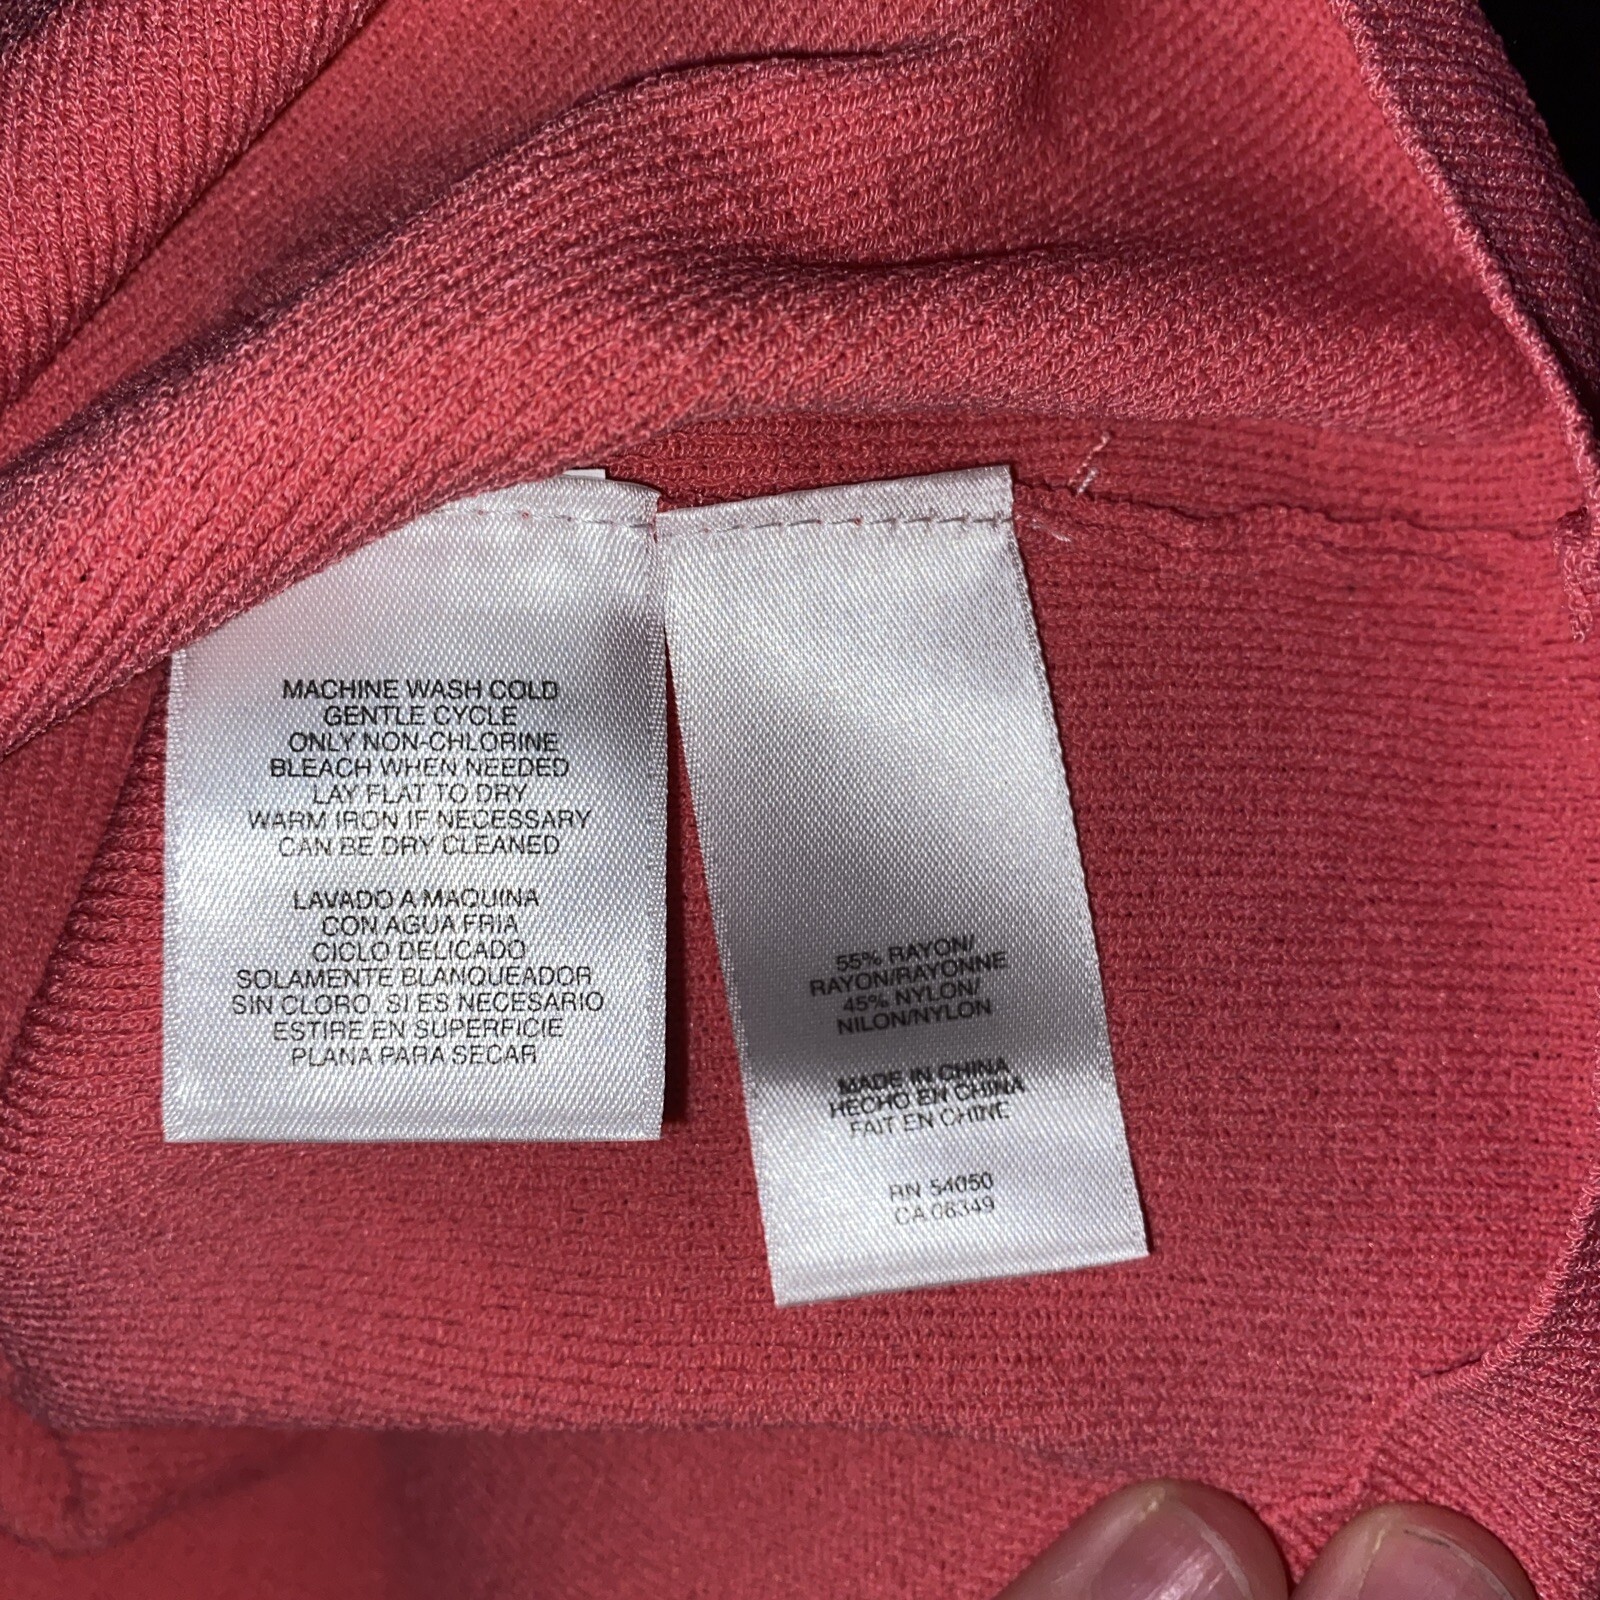 MACHINE WASH COLD
GENTLE CYCLE
ONLY NON-CHLORINE
BLEACH WHEN NEEDED
LAY FLAT TO DRY
WARM IRON IF NECESSARY
CAN BE DRY CLEANED
LAVADO A MAQUINA
CON AGUA FRIA
CICLO DELICADO
SOLAMENTE BLANQUEADOR
SIN CLORO, SI ES NECESARIO
ESTIRE EN SUPERFICIE
PLANA PARA SECAR
55% RAYON/
RAYON/RAYONNE
45% NYLON/
NILON/NYLON
MADE IN CHINA
HECHO EN CHINA
FAIT EN CHINE
RN 54050
CA 08349